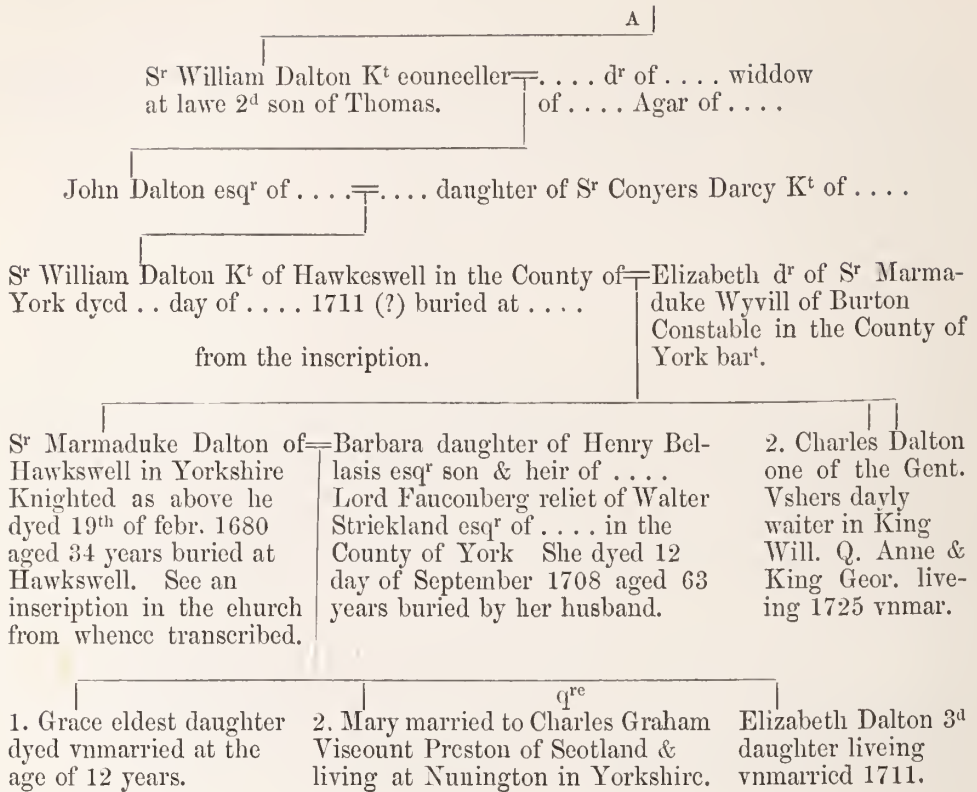 A
Sʳ William Dalton Kᵗ eouneeller=. . . . dʳ of . . . . widdow
at lawe 2ᵈ son of Thomas. of . . . . Agar of . . . .
John Dalton esqʳ of . . . .=. . . . daughter of Sʳ Conyers Darcy Kᵗ of . . . .
Sʳ William Dalton Kᵗ of Hawkeswell in the County of=
York dyed . . day of . . . . 1711 (?) buried at . . . .
from the inscription.
Elizabeth dʳ of Sʳ Marma-
duke Wyvill of Burton
Constable in the County of
York barᵗ.
Sʳ Marmaduke Dalton of=
Hawkswell in Yorkshire
Knighted as above he
dyed 19ᵗʰ of febr. 1680
aged 34 years buried at
Hawkswell. See an
inscription in the ehurch
from whence transcribed.
Barbara daughter of Henry Bel-
lasis esqʳ son & heir of . . . .
Lord Fauconberg relict of Walter
Strickland esqʳ of . . . . in the
County of York She dyed 12
day of September 1708 aged 63
years buried by her husband.
2. Charles Dalton
one of the Gent.
Vshers dayly
waiter in King
Will. Q. Anne &
King Geor. live-
ing 1725 vnmar.
qʳᵉ
1. Grace eldest daughter
dyed vnmarried at the
age of 12 years.
2. Mary married to Charles Graham
Viscount Preston of Scotland &
living at Nunington in Yorkshire.
Elizabeth Dalton 3ᵈ
daughter liveing
vnmarried 1711.